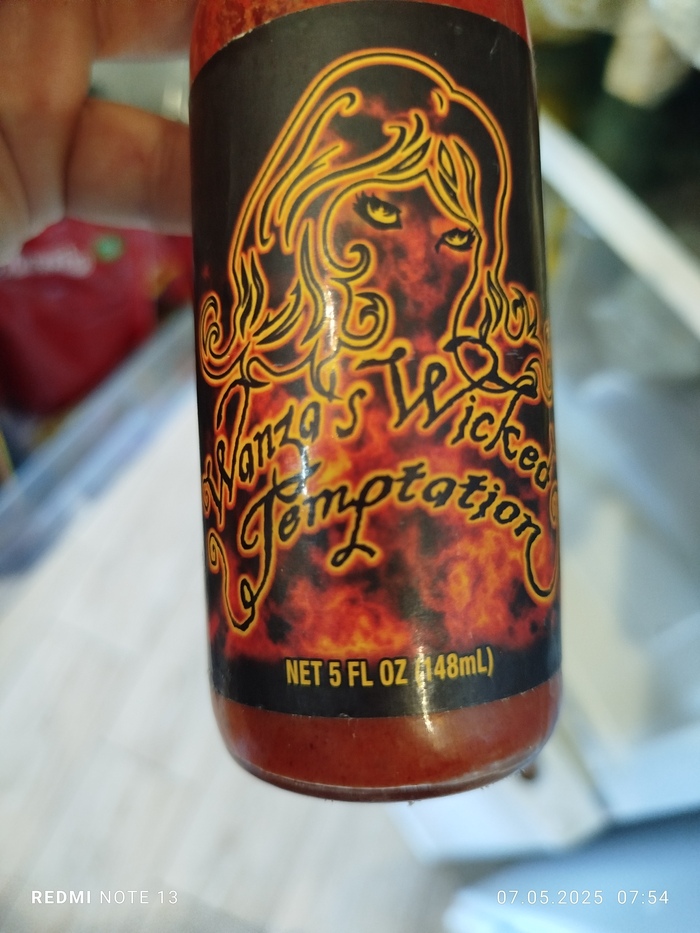 Wanza's Wicked
Temptation
NET 5 FL OZ (148mL)
REDMI NOTE 13
07.05.2025 07:54